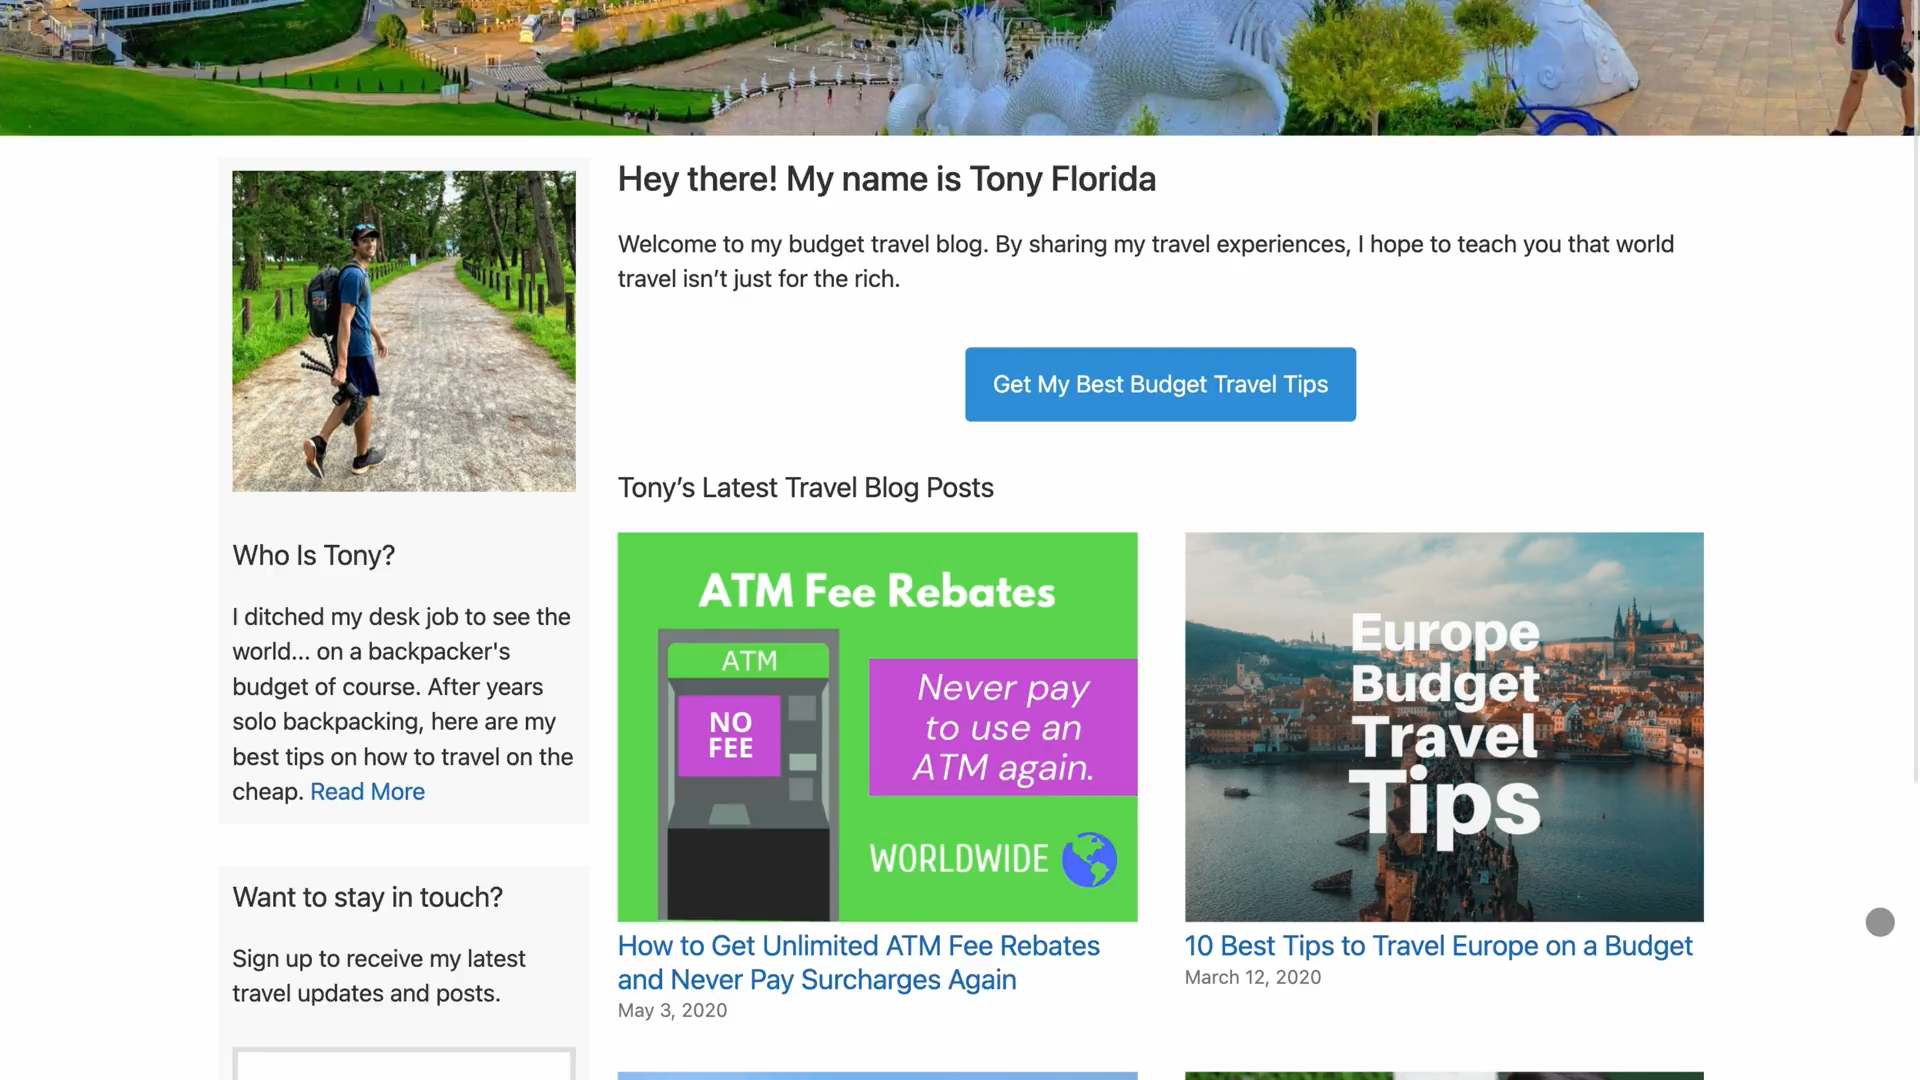 Hey there! My name is Tony Florida
Welcome to my budget travel blog. By sharing my travel experiences, I hope to teach you that world
travel isn’t just for the rich.
Get My Best Budget Travel Tips
Who Is Tony?
I ditched my desk job to see the
world... on a backpacker's
budget of course. After years
solo backpacking, here are my
best tips on how to travel on the
cheap. Read More
Want to stay in touch?
Sign up to receive my latest
travel updates and posts.
Tony’s Latest Travel Blog Posts
ATM Fee Rebates
ATM
NO
FEE
Never pay
to use an
ATM again.
WORLDWIDE
How to Get Unlimited ATM Fee Rebates
and Never Pay Surcharges Again
May 3, 2020
Europe
Budget
Travel
Tips
10 Best Tips to Travel Europe on a Budget
March 12, 2020